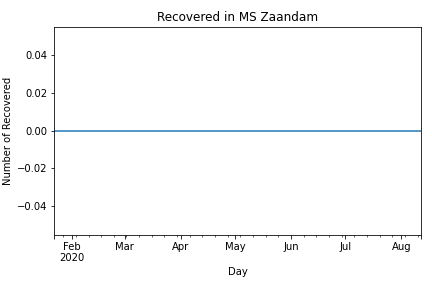 Recovered in MS Zaandam
Number of Recovered
0.04
0.02
0.00
−0.02
−0.04
Feb Mar Apr May Jun Jul Aug
2020
Day